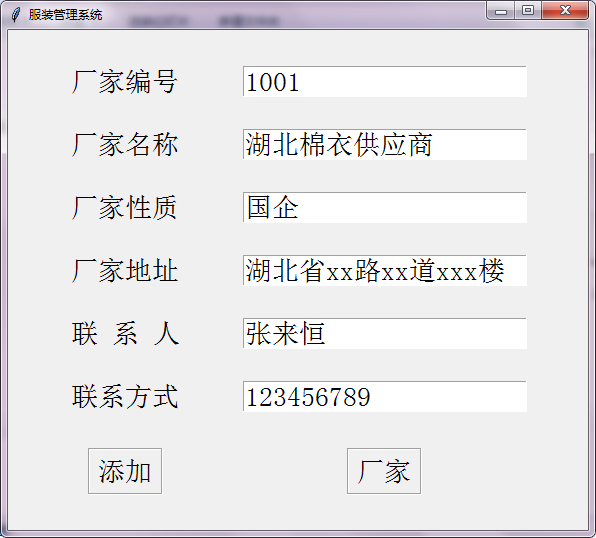 服装管理系统
厂家编号 1001
厂家名称 湖北棉衣供应商
厂家性质 国企
厂家地址 湖北省xx路xx道xxx楼
联 系 人 张来恒
联系方式 123456789
添加 厂家